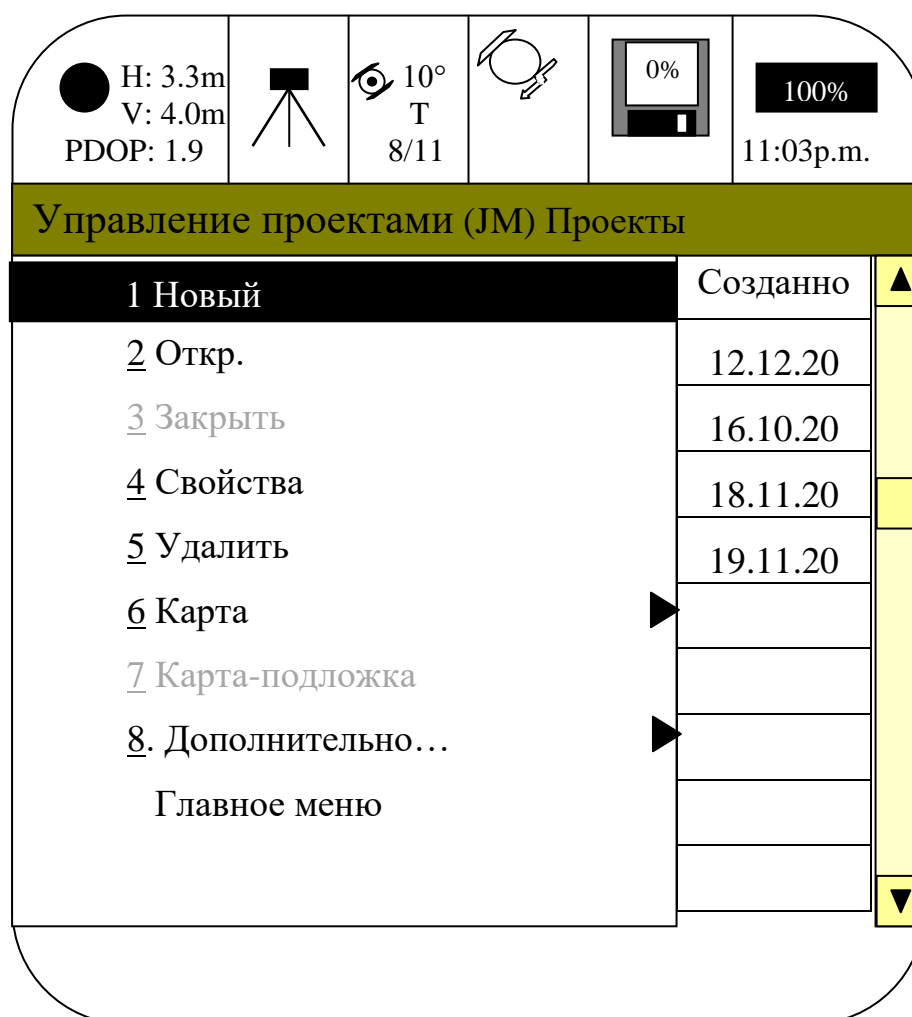 H: 3.3m
V: 4.0m
PDOP: 1.9
10°
T
8/11
0%
100%
11:03p.m.
Управление проектами (JM) Проекты
1 Новый
2 Откр.
3 Закрыть
4 Свойства
5 Удалить
6 Карта
7 Карта-подложка
8. Дополнительно…
Главное меню
Созданно
12.12.20
16.10.20
18.11.20
19.11.20